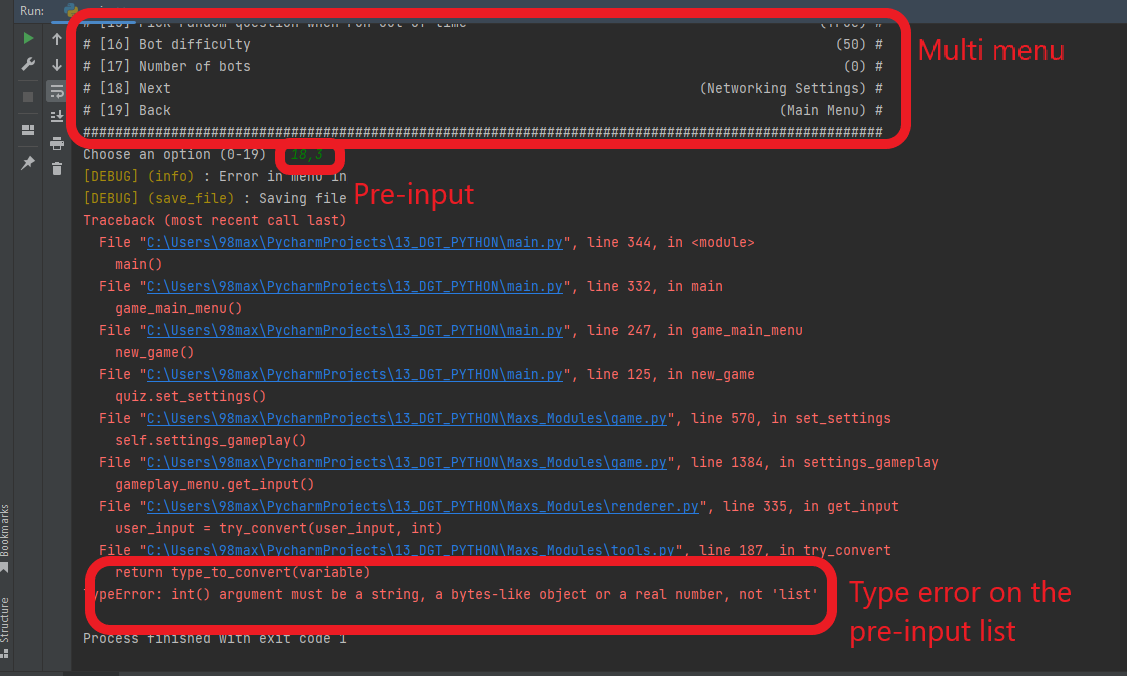 Run:
# [15] Pick random question when run out of time (True) #
# [16] Bot difficulty (50) #
# [17] Number of bots (0) #
# [18] Next (Networking Settings) #
# [19] Back (Main Menu) #
####################################################################################################
Multi menu
Choose an option (0-19) 18,3
[DEBUG] (info) : Error in menu in
[DEBUG] (save_file) : Saving file
Pre-input
Traceback (most recent call last)
File "C:\Users\98max\PycharmProjects\13_DGT_PYTHON\main.py", line 344, in <module>
main()
File "C:\Users\98max\PycharmProjects\13_DGT_PYTHON\main.py", line 332, in main
game_main_menu()
File "C:\Users\98max\PycharmProjects\13_DGT_PYTHON\main.py", line 247, in game_main_menu
new_game()
File "C:\Users\98max\PycharmProjects\13_DGT_PYTHON\main.py", line 125, in new_game
quiz.set_settings()
File "C:\Users\98max\PycharmProjects\13_DGT_PYTHON\Maxs_Modules\game.py", line 570, in set_settings
self.settings_gameplay()
File "C:\Users\98max\PycharmProjects\13_DGT_PYTHON\Maxs_Modules\game.py", line 1384, in settings_gameplay
gameplay_menu.get_input()
File "C:\Users\98max\PycharmProjects\13_DGT_PYTHON\Maxs_Modules\renderer.py", line 335, in get_input
user_input = try_convert(user_input, int)
File "C:\Users\98max\PycharmProjects\13_DGT_PYTHON\Maxs_Modules\tools.py", line 187, in try_convert
return type_to_convert(variable)
TypeError: int() argument must be a string, a bytes-like object or a real number, not 'list'
Type error on the
pre-input list
Process finished with exit code 1
Bookmarks
Structure